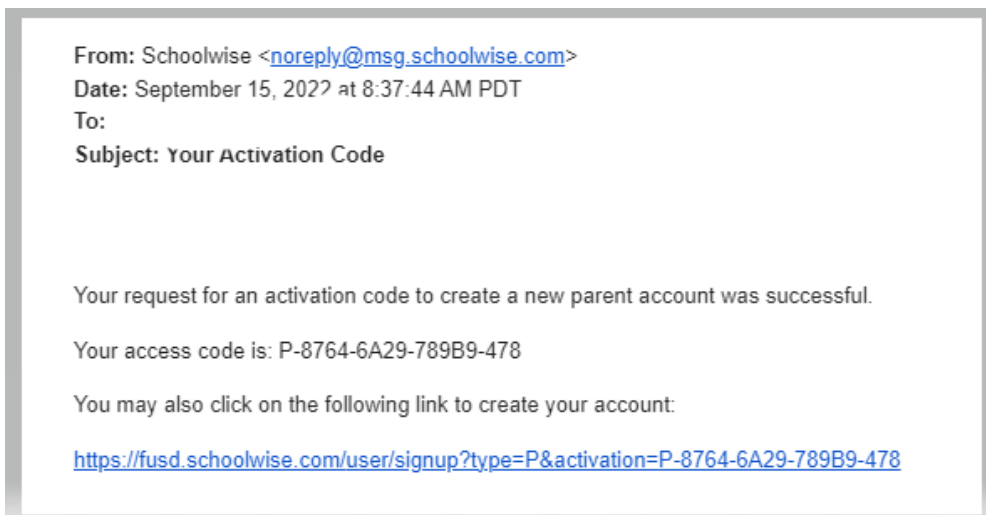 From: Schoolwise <noreply@msg.schoolwise.com>
Date: September 15, 2022 at 8:37:44 AM PDT
To:
Subject: Your Activation Code
Your request for an activation code to create a new parent account was successful.
Your access code is: P-8764-6A29-789B9-478
You may also click on the following link to create your account:
https://fusd.schoolwise.com/user/signup?type=P&activation=P-8764-6A29-789B9-478